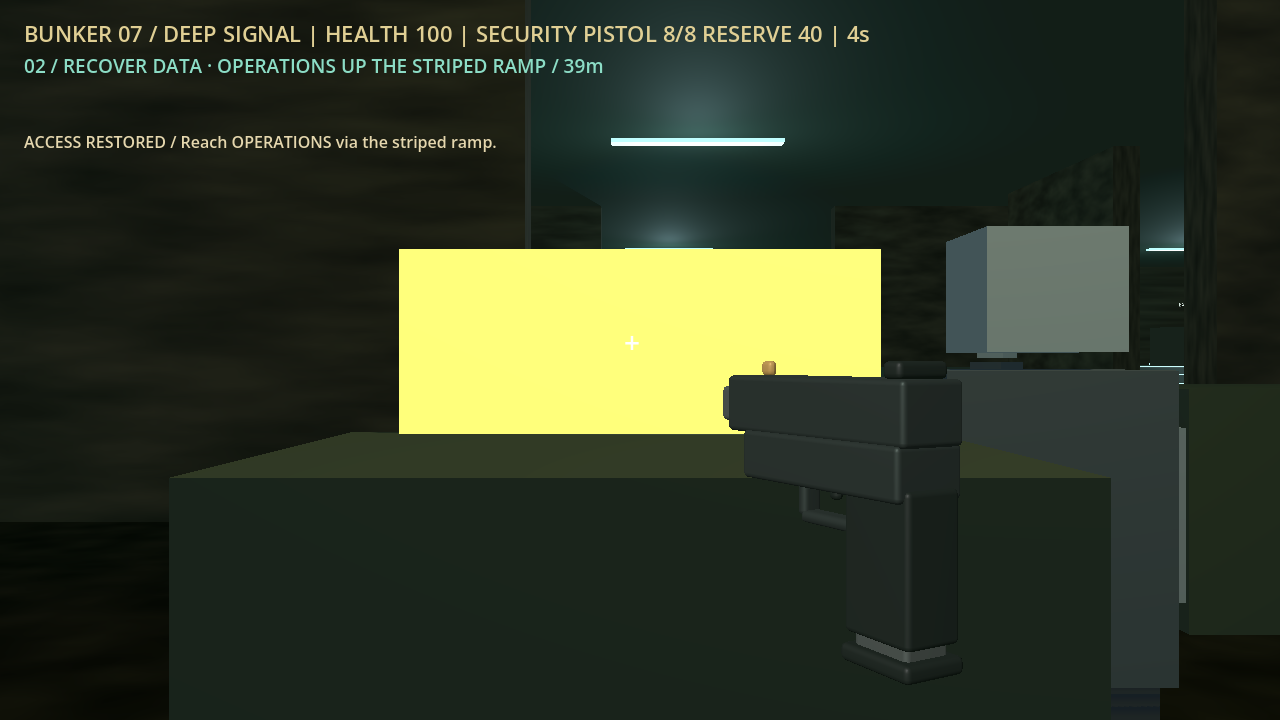 BUNKER 07 / DEEP SIGNAL | HEALTH 100 | SECURITY PISTOL 8/8 RESERVE 40 | 4s
02 / RECOVER DATA · OPERATIONS UP THE STRIPED RAMP / 39m
ACCESS RESTORED / Reach OPERATIONS via the striped ramp.